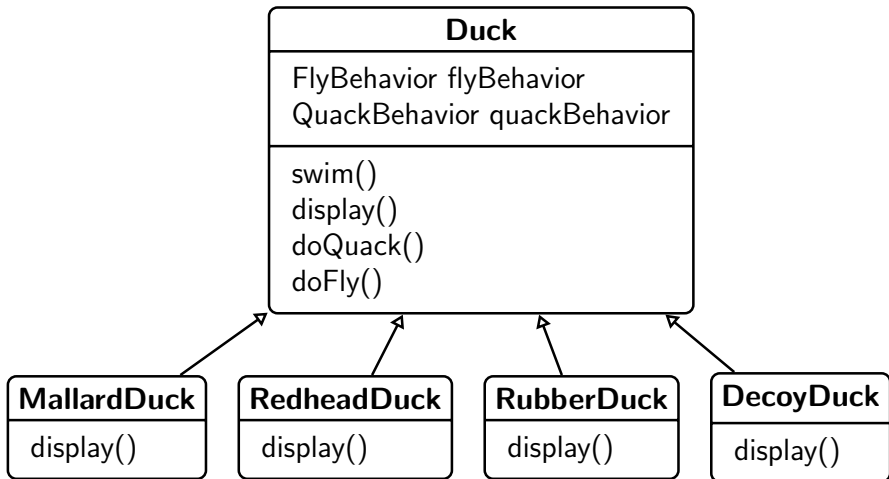 Duck
FlyBehavior flyBehavior
QuackBehavior quackBehavior
swim()
display()
doQuack()
doFly()
MallardDuck
display()
RedheadDuck
display()
RubberDuck
display()
DecoyDuck
display()